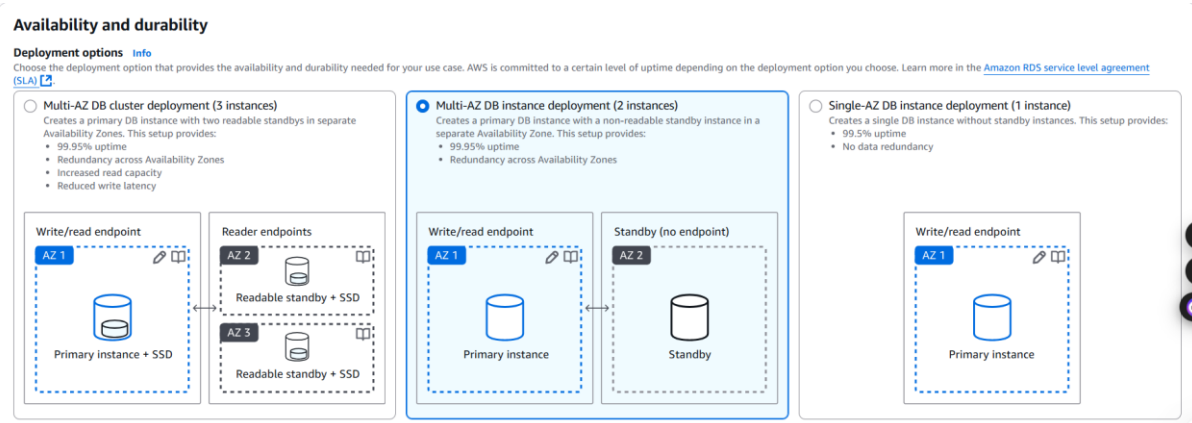 Availability and durability
Deployment options Info
Choose the deployment option that provides the availability and durability needed for your use case. AWS is committed to a certain level of uptime depending on the deployment option you choose. Learn more in the Amazon RDS service level agreement
(SLA).
Multi-AZ DB cluster deployment (3 instances)
Creates a primary DB instance with two readable standbys in separate
Availability Zones. This setup provides:
• 99.95% uptime
• Redundancy across Availability Zones
• Increased read capacity
• Reduced write latency
Write/read endpoint
AZ 1
Primary instance + SSD
Reader endpoints
AZ 2
Readable standby + SSD
AZ 3
Readable standby + SSD
Multi-AZ DB instance deployment (2 instances)
Creates a primary DB instance with a non-readable standby instance in a
separate Availability Zone. This setup provides:
• 99.95% uptime
• Redundancy across Availability Zones
Write/read endpoint
AZ 1
Primary instance
Standby (no endpoint)
AZ 2
Standby
Single-AZ DB instance deployment (1 instance)
Creates a single DB instance without standby instances. This setup provides:
• 99.5% uptime
• No data redundancy
Write/read endpoint
AZ 1
Primary instance